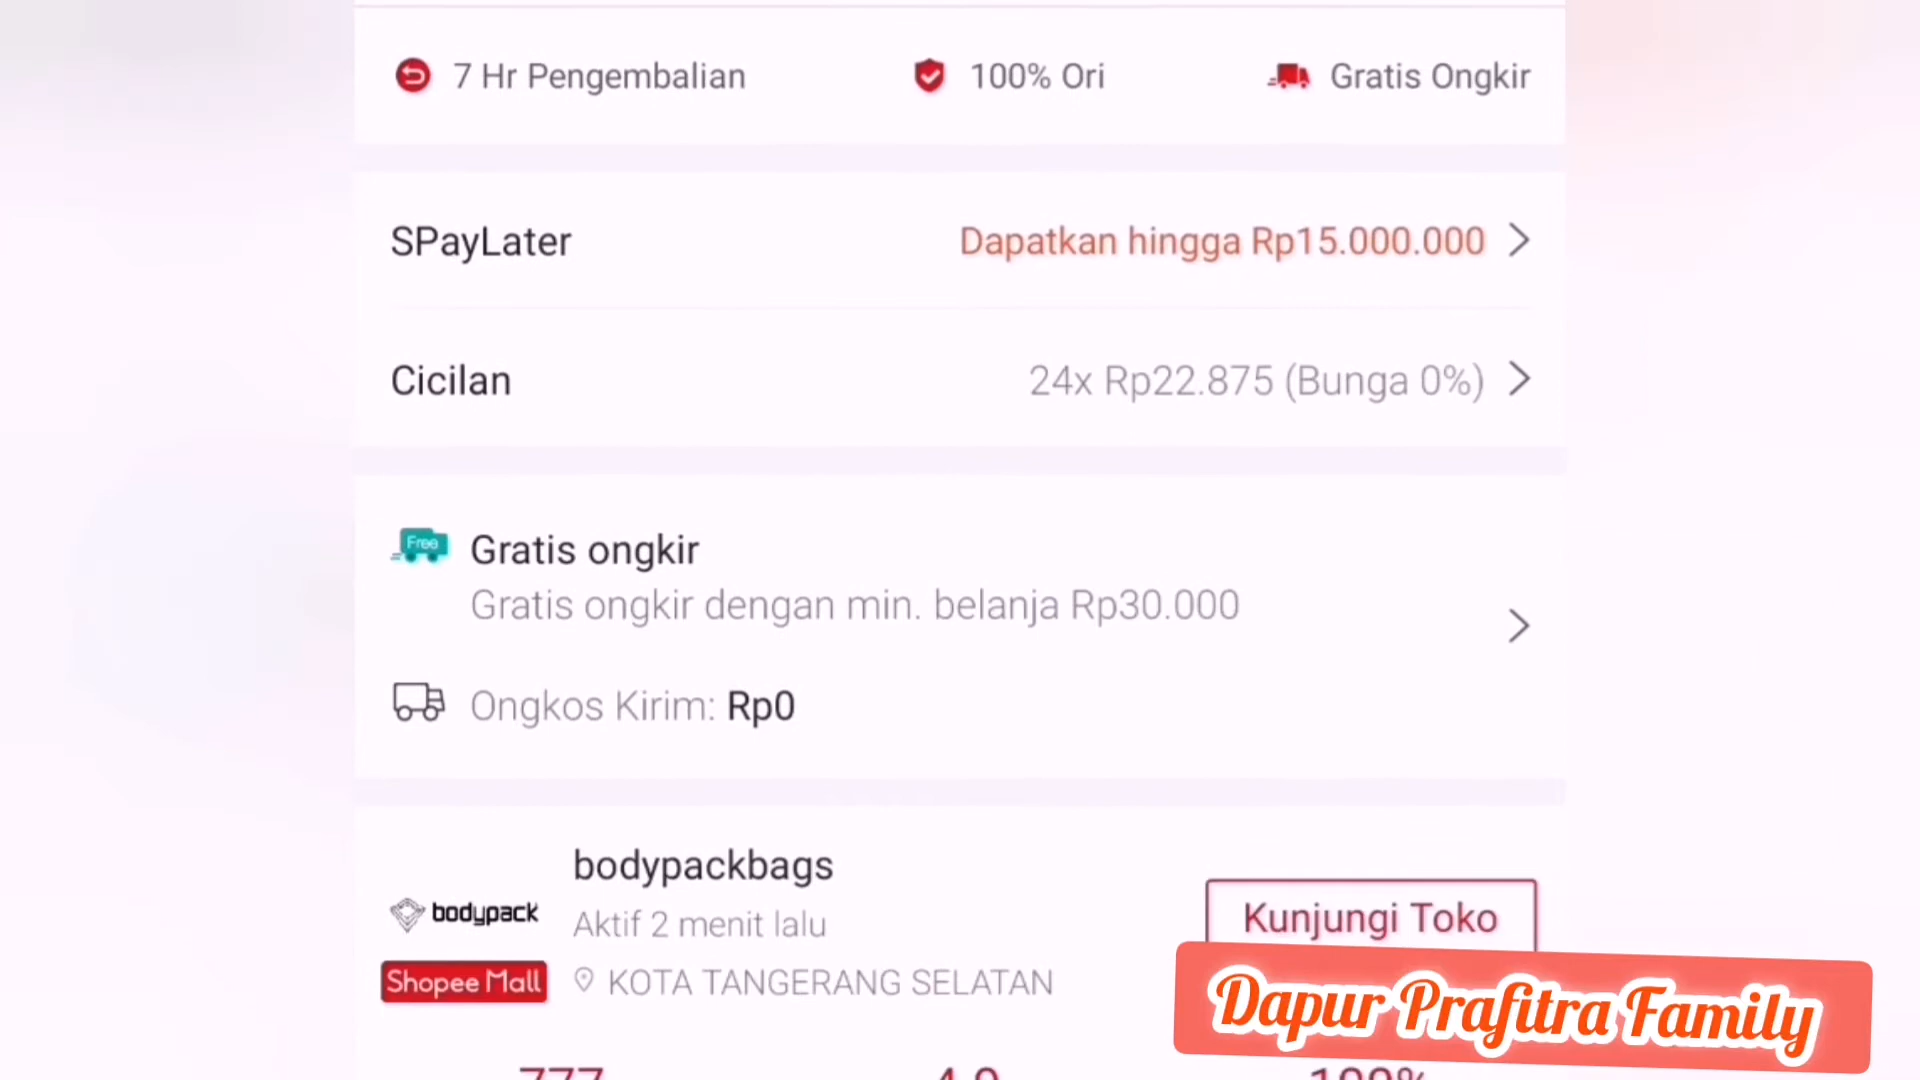 7 Hr Pengembalian 100% Ori Gratis Ongkir
SPayLater Dapatkan hingga Rp15.000.000
Cicilan 24x Rp22.875 (Bunga 0%)
Free Gratis ongkir
Gratis ongkir dengan min. belanja Rp30.000
Ongkos Kirim: Rp0
bodypackbags
bodypack
Aktif 2 menit lalu
Kunjungi Toko
Shopee Mall KOTA TANGERANG SELATAN
Dapur Prafitra Family